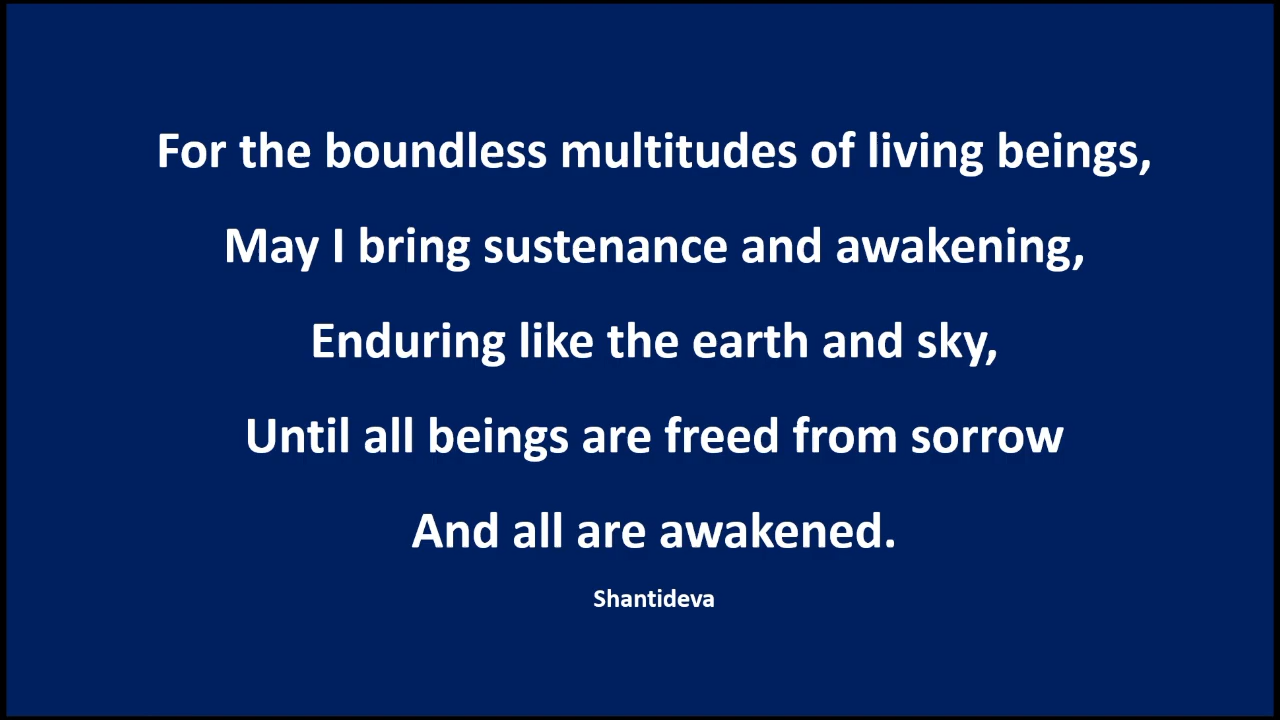 For the boundless multitudes of living beings,
May I bring sustenance and awakening,
Enduring like the earth and sky,
Until all beings are freed from sorrow
And all are awakened.
Shantideva